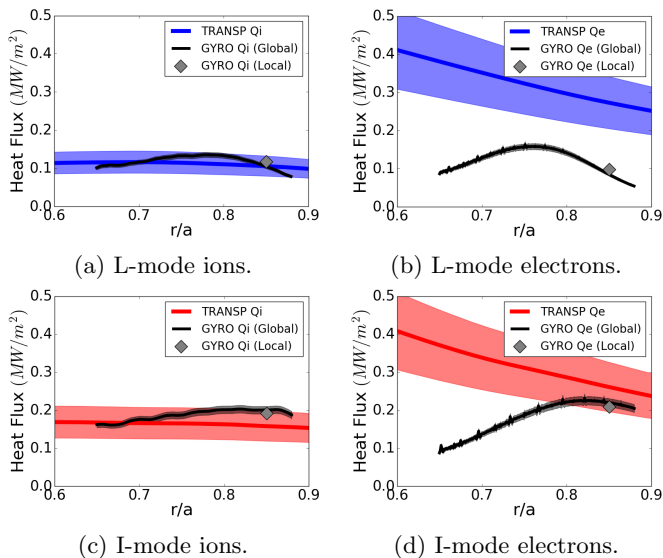 0.5
0.4
0.3
0.2
0.1
0.0
Heat Flux (MW/m²)
TRANSP Qi
GYRO Qi (Global)
GYRO Qi (Local)
0.6 0.7 0.8 0.9
r/a
(a) L-mode ions.
0.5
0.4
0.3
0.2
0.1
0.0
Heat Flux (MW/m²)
TRANSP Qe
GYRO Qe (Global)
GYRO Qe (Local)
0.6 0.7 0.8 0.9
r/a
(b) L-mode electrons.
0.5
0.4
0.3
0.2
0.1
0.0
Heat Flux (MW/m²)
TRANSP Qi
GYRO Qi (Global)
GYRO Qi (Local)
0.6 0.7 0.8 0.9
r/a
(c) I-mode ions.
0.5
0.4
0.3
0.2
0.1
0.0
Heat Flux (MW/m²)
TRANSP Qe
GYRO Qe (Global)
GYRO Qe (Local)
0.6 0.7 0.8 0.9
r/a
(d) I-mode electrons.